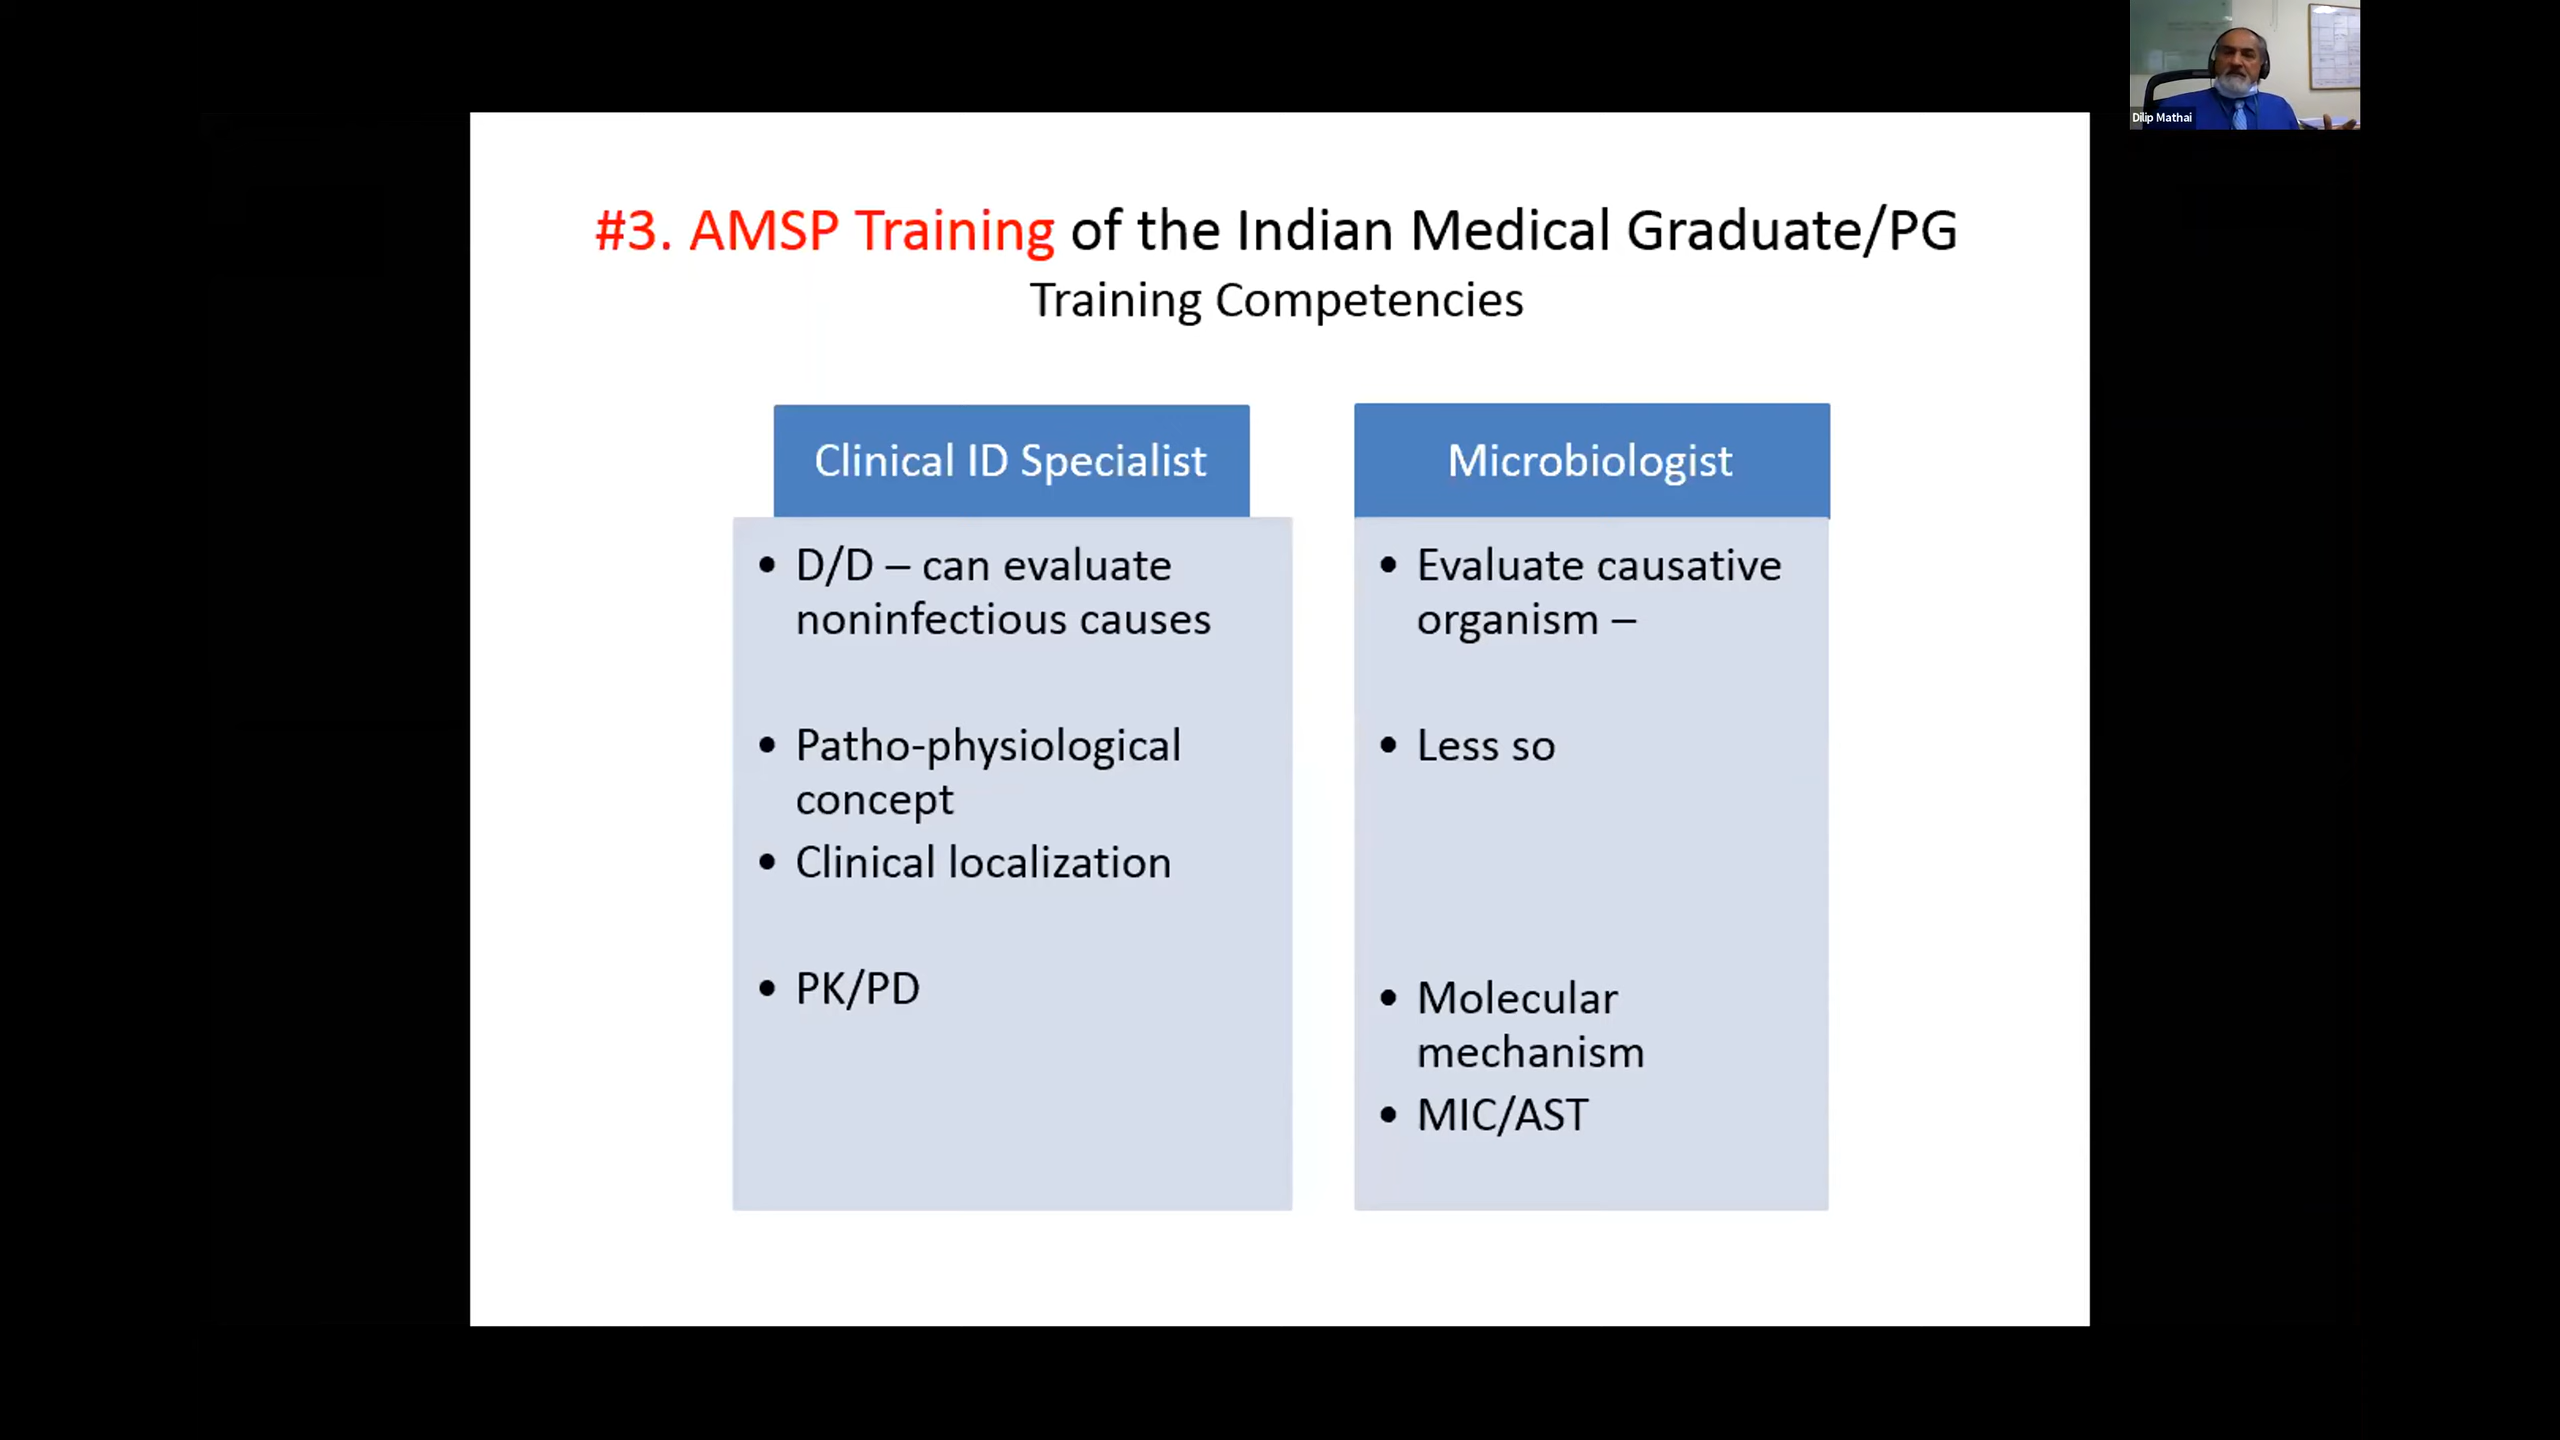 Dilip Mathai
#3. AMSP Training of the Indian Medical Graduate/PG
Training Competencies
Clinical ID Specialist
• D/D – can evaluate
noninfectious causes
• Patho-physiological
concept
• Clinical localization
• PK/PD
Microbiologist
• Evaluate causative
organism –
• Less so
• Molecular
mechanism
• MIC/AST